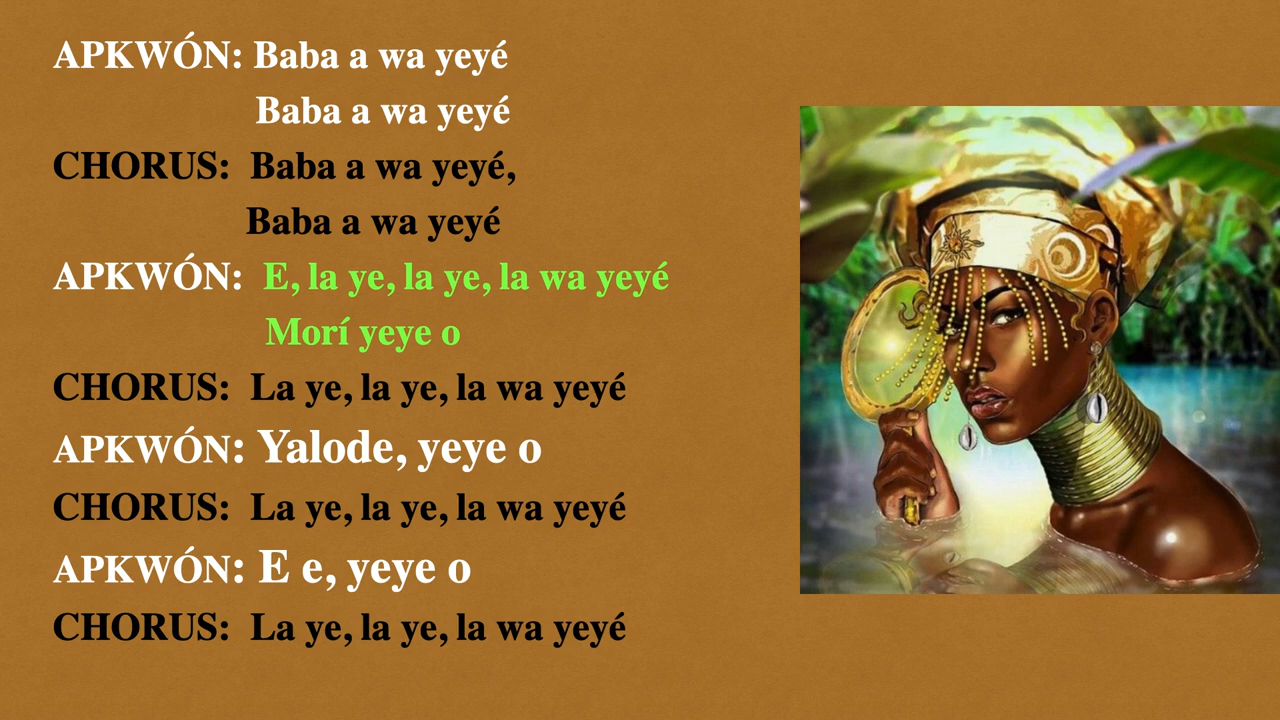 APKWÓN: Baba a wa yeyé
Baba a wa yeyé
CHORUS: Baba a wa yeyé,
Baba a wa yeyé
APKWÓN: E, la ye, la ye, la wa yeyé
Morí yeye o
CHORUS: La ye, la ye, la wa yeyé
APKWÓN: Yalode, yeye o
CHORUS: La ye, la ye, la wa yeyé
APKWÓN: E e, yeye o
CHORUS: La ye, la ye, la wa yeyé